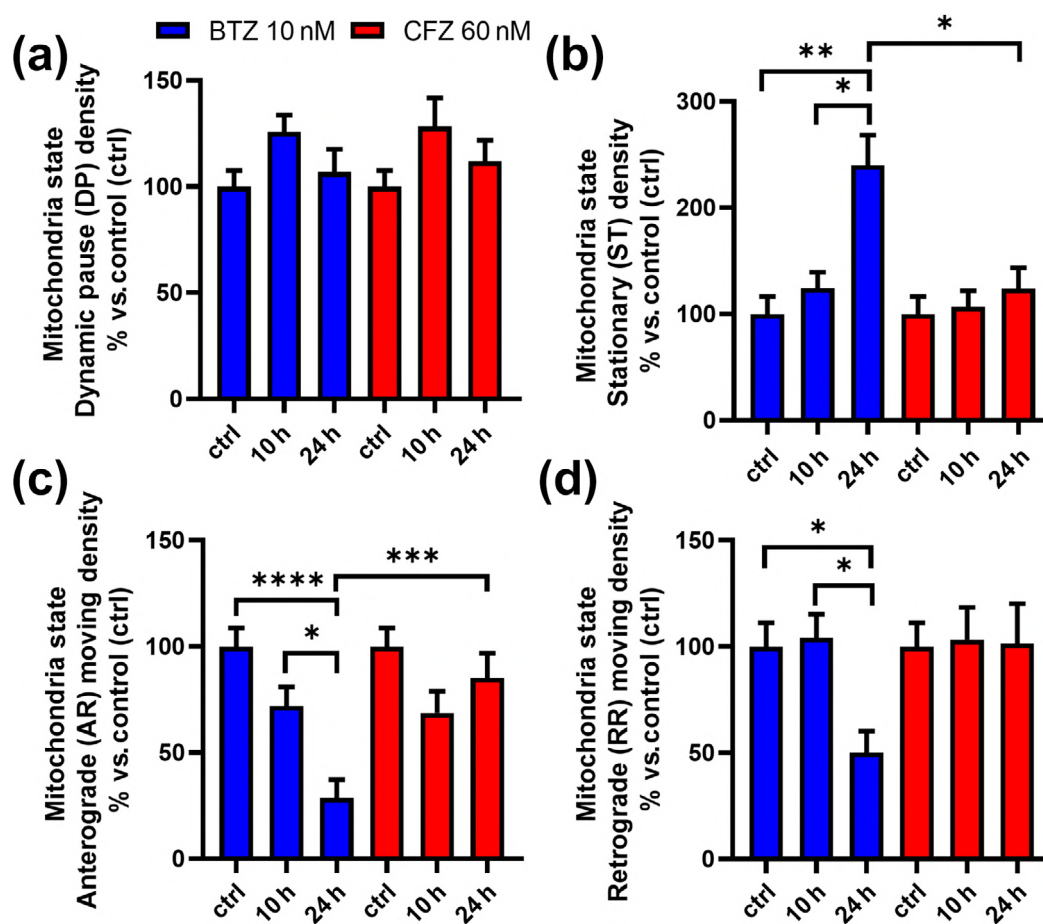 BTZ 10 nM CFZ 60 nM
(a)
Mitochondria state
Dynamic pause (DP) density
% vs. control (ctrl)
150
100
50
0
ctrl 10 h 24 h ctrl 10 h 24 h
(b)
Mitochondria state
Stationary (ST) density
% vs. control (ctrl)
300
200
100
0
** * *
ctrl 10 h 24 h ctrl 10 h 24 h
(c)
Mitochondria state
Anterograde (AR) moving density
% vs. control (ctrl)
150
100
50
0
**** * ***
ctrl 10 h 24 h ctrl 10 h 24 h
(d)
Mitochondria state
Retrograde (RR) moving density
% vs. control (ctrl)
150
100
50
0
* *
ctrl 10 h 24 h ctrl 10 h 24 h